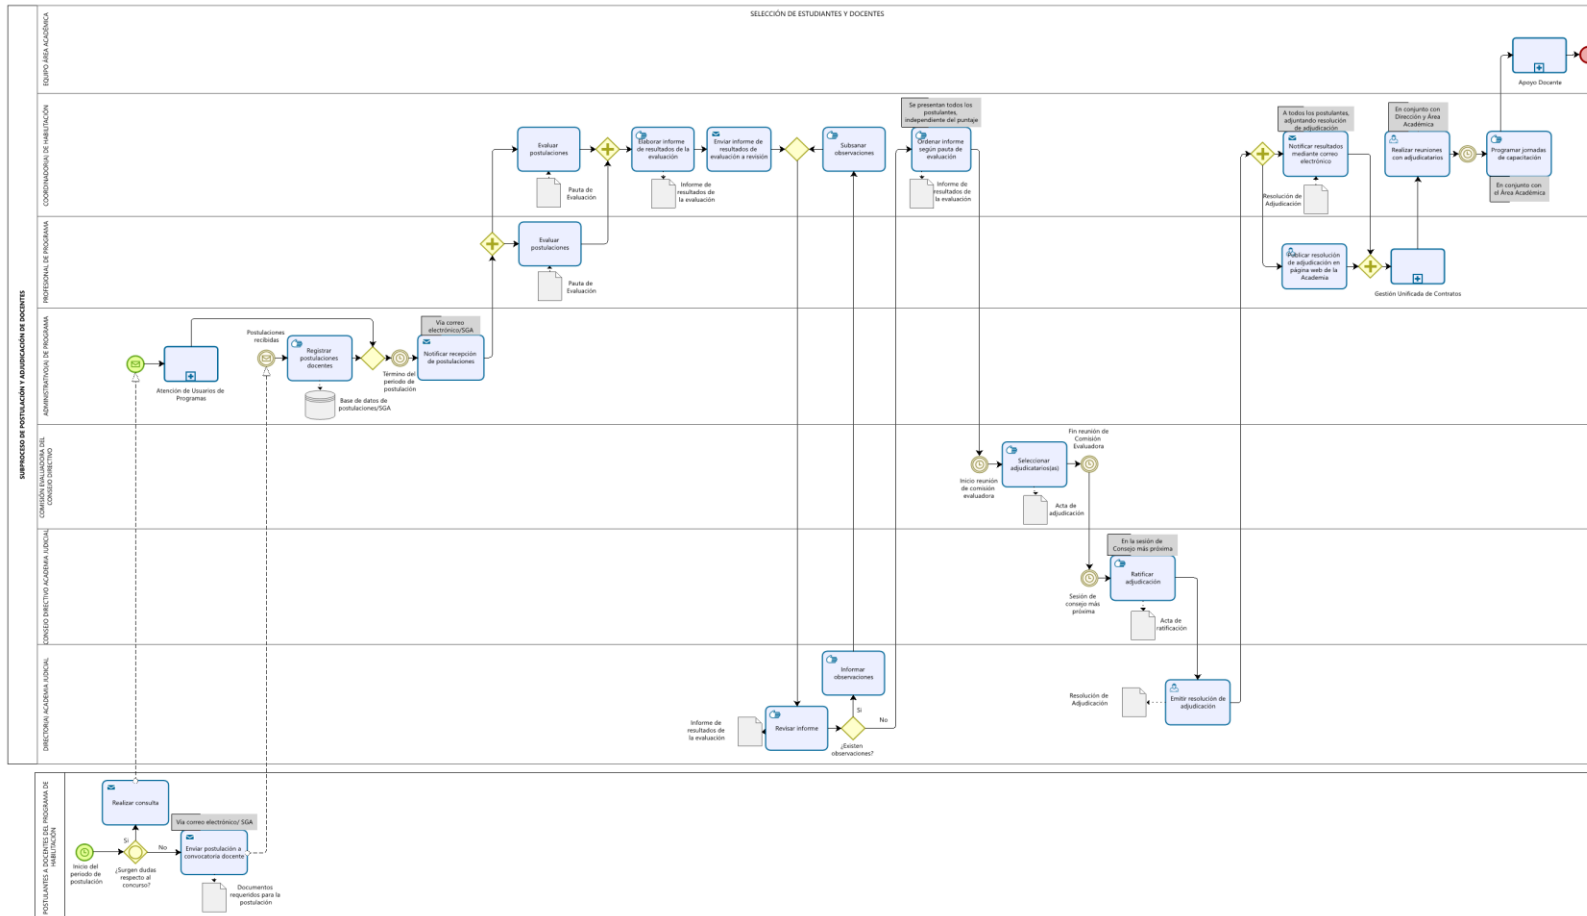 SELECCIÓN DE ESTUDIANTES Y DOCENTES
SUBPROCESO DE POSTULACIÓN Y ADJUDICACIÓN DE DOCENTES
EQUIPO ÁREA ACADÉMICA
Apoyo Docente
COORDINADOR(A) DE HABILITACIÓN
Evaluar
postulaciones
Pauta de
Evaluación
Elaborar informe
de resultados de la
evaluación
Informe de
resultados de
la evaluación
Enviar informe de
resultados de
evaluación a revisión
Subsanar
observaciones
Se presentan todos los
postulantes,
independiente del puntaje
Ordenar informe
según pauta de
evaluación
Informe de
resultados de
la evaluación
A todos los postulantes,
adjuntando resolución
de adjudicación
Notificar resultados
mediante correo
electrónico
Resolución de
Adjudicación
En conjunto con
Dirección y Área
Académica
Realizar reuniones
con adjudicatarios
Programar jornadas
de capacitación
En conjunto con
el Área Académica
PROFESIONAL DE PROGRAMA
Evaluar
postulaciones
Pauta de
Evaluación
Publicar resolución
de adjudicación en
página web de la
Academia
Gestión Unificada de Contratos
ADMINISTRATIVO(A) DE PROGRAMA
Atención de Usuarios de
Programas
Postulaciones
recibidas
Registrar
postulaciones
docentes
Base de datos de
postulaciones/SGA
Término del
periodo de
postulación
Vía correo
electrónico/SGA
Notificar recepción
de postulaciones
COMISIÓN EVALUADORA DEL
CONSEJO DIRECTIVO
Inicio reunión
de comisión
evaluadora
Seleccionar
adjudicatarios(as)
Acta de
adjudicación
Fin reunión de
Comisión
Evaluadora
CONSEJO DIRECTIVO ACADEMIA JUDICIAL
Sesión de
consejo más
próxima
En la sesión de
Consejo más próxima
Ratificar
adjudicación
Acta de
ratificación
DIRECTOR(A) ACADEMIA JUDICIAL
Informe de
resultados de
la evaluación
Revisar informe
Informar
observaciones
Si
No
¿Existen
observaciones?
Resolución de
Adjudicación
Emitir resolución de
adjudicación
POSTULANTES A DOCENTES DEL PROGRAMA DE
HABILITACIÓN
Inicio del
periodo de
postulación
Realizar consulta
Si
No
¿Surgen dudas
respecto al
concurso?
Vía correo electrónico/ SGA
Enviar postulación a
convocatoria docente
Documentos
requeridos para la
postulación